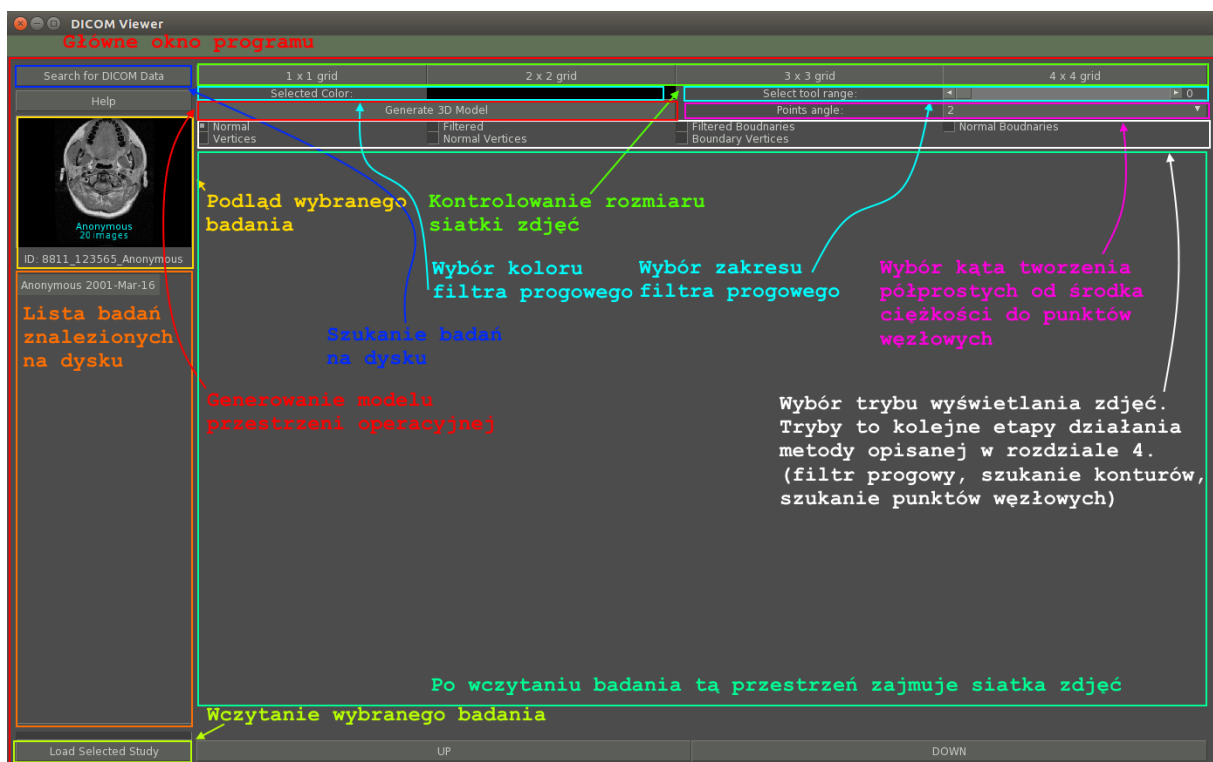 DICOM Viewer
Główne okno programu
Search for DICOM Data
1 x 1 grid
2 x 2 grid
3 x 3 grid
4 x 4 grid
Help
Selected Color:
Select tool range:
0
Generate 3D Model
Points angle:
2
Normal
Filtered
Filtered Boudnaries
Normal Boudnaries
Vertices
Normal Vertices
Boundary Vertices
Anonymous
20 images
ID: 8811_123565_Anonymous
Podląd wybranego
badania
Kontrolowanie rozmiaru
siatki zdjęć
Wybór koloru
filtra progowego
Wybór zakresu
filtra progowego
Wybór kąta tworzenia
półprostych od środka
ciężkości do punktów
węzłowych
Anonymous 2001-Mar-16
Lista badań
znalezionych
na dysku
Szukanie badań
na dysku
Generowanie modelu
przestrzeni operacyjnej
Wybór trybu wyświetlania zdjęć.
Tryby to kolejne etapy działania
metody opisanej w rozdziale 4.
(filtr progowy, szukanie konturów,
szukanie punktów węzłowych)
Po wczytaniu badania tą przestrzeń zajmuje siatka zdjęć
Wczytanie wybranego badania
Load Selected Study
UP
DOWN